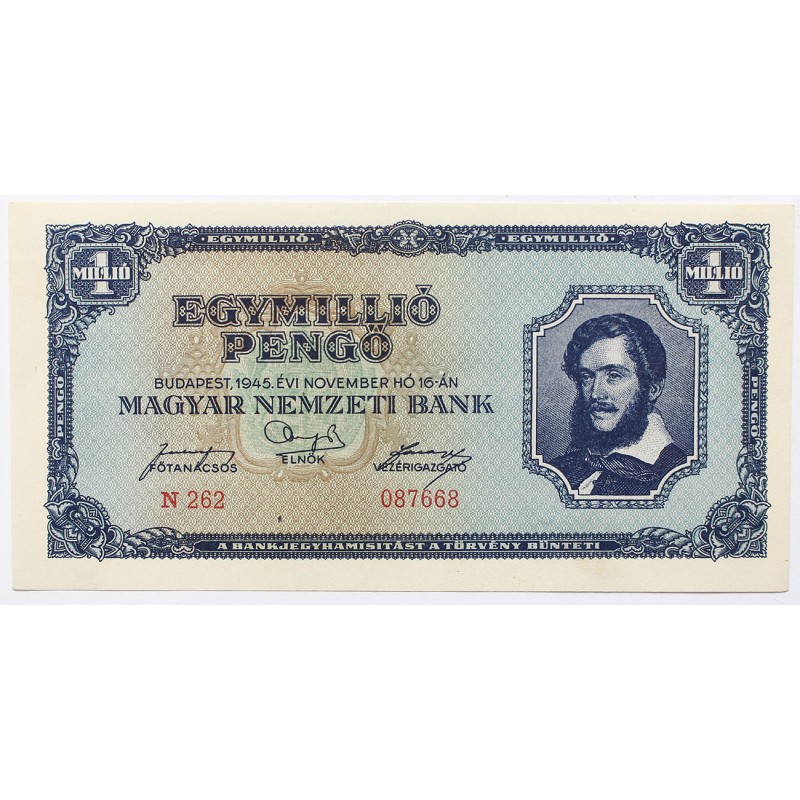 EGYMILLIÓ EGYMILLIÓ
1 MILLIÓ 1 MILLIÓ
EGYMILLIÓ
PENGŐ
BUDAPEST, 1945. ÉVI NOVEMBER HÓ 16-ÁN
MAGYAR NEMZETI BANK
FŐTANÁCSOS ELNÖK VEZÉRIGAZGATÓ
N 262 087668
PENGŐ PENGŐ
A BANKJEGYHAMISITÁST A TÖRVÉNY BÜNTETI